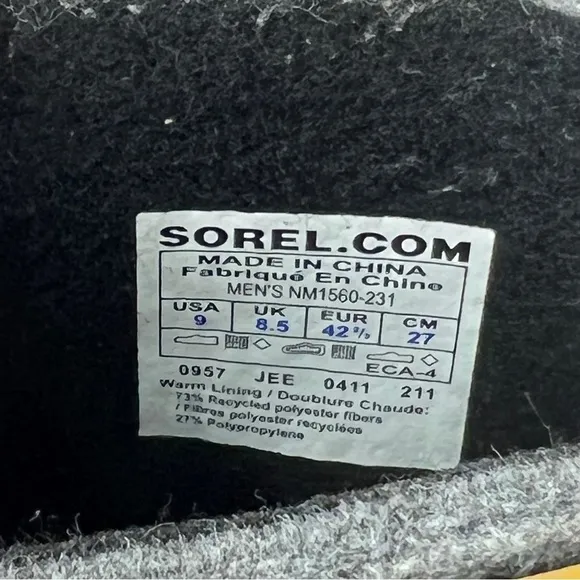 SOREL.COM
MADE IN CHINA
Fabriqué En Chine
MEN'S NM1560-231
USA UK EUR CM
9 8.5 42 2/3 27
ECA-4
0957 JEE 0411 211
Warm Lining / Doublure Chaude:
73% Recycled polyester fibers
/ Fibres polyester recyclées
27% Polypropylene